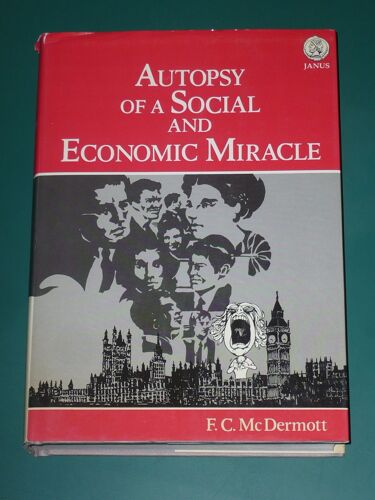 JANUS
AUTOPSY
OF A SOCIAL
AND
ECONOMIC MIRACLE
F. C. McDermott